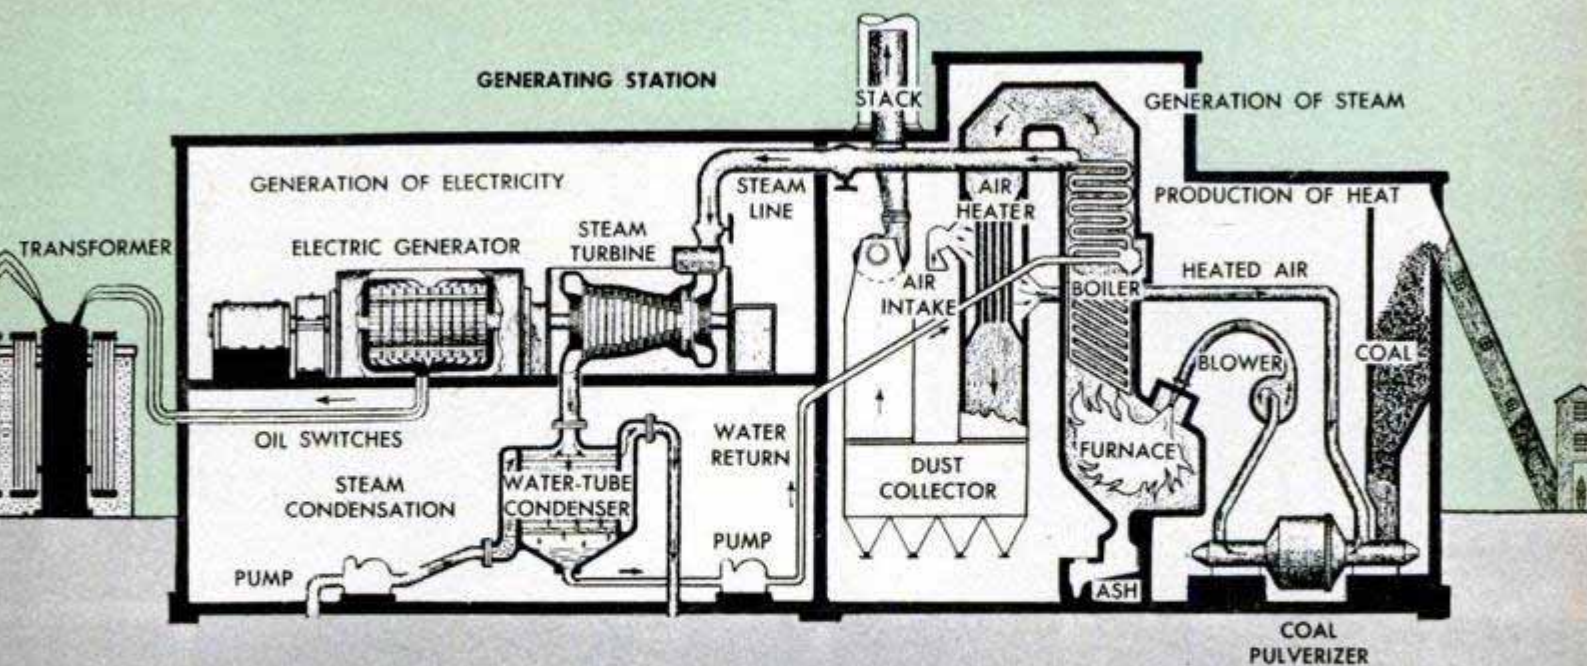 GENERATING STATION
STACK
GENERATION OF STEAM
GENERATION OF ELECTRICITY
STEAM
LINE
AIR
HEATER
PRODUCTION OF HEAT
TRANSFORMER
ELECTRIC GENERATOR
STEAM
TURBINE
AIR
INTAKE
BOILER
HEATED AIR
BLOWER
COAL
OIL SWITCHES
WATER
RETURN
DUST
COLLECTOR
FURNACE
STEAM
CONDENSATION
WATER-TUBE
CONDENSER
PUMP
PUMP
ASH
COAL
PULVERIZER